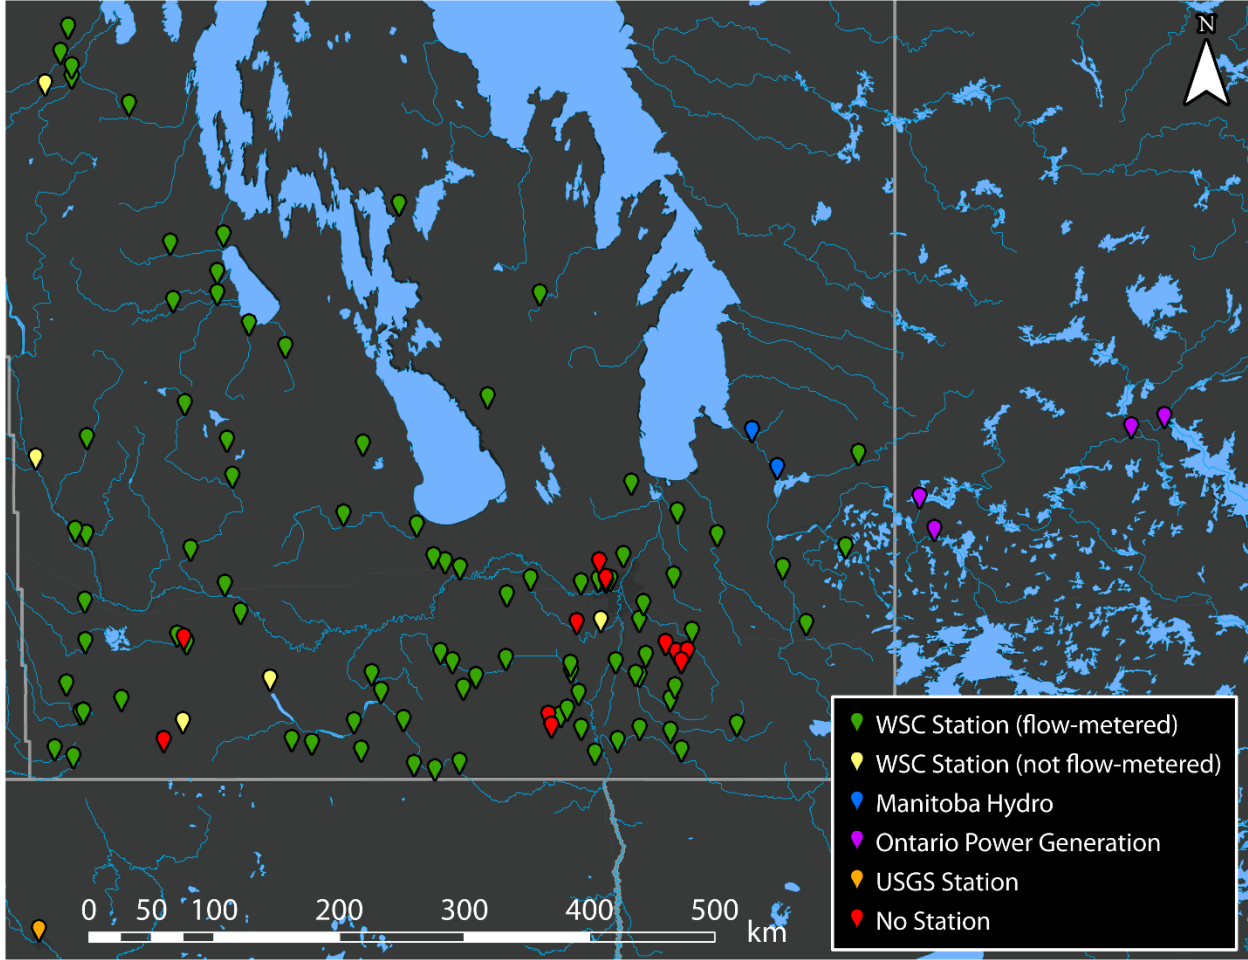 N
WSC Station (flow-metered)
WSC Station (not flow-metered)
Manitoba Hydro
Ontario Power Generation
USGS Station
No Station
0 50 100 200 300 400 500
km